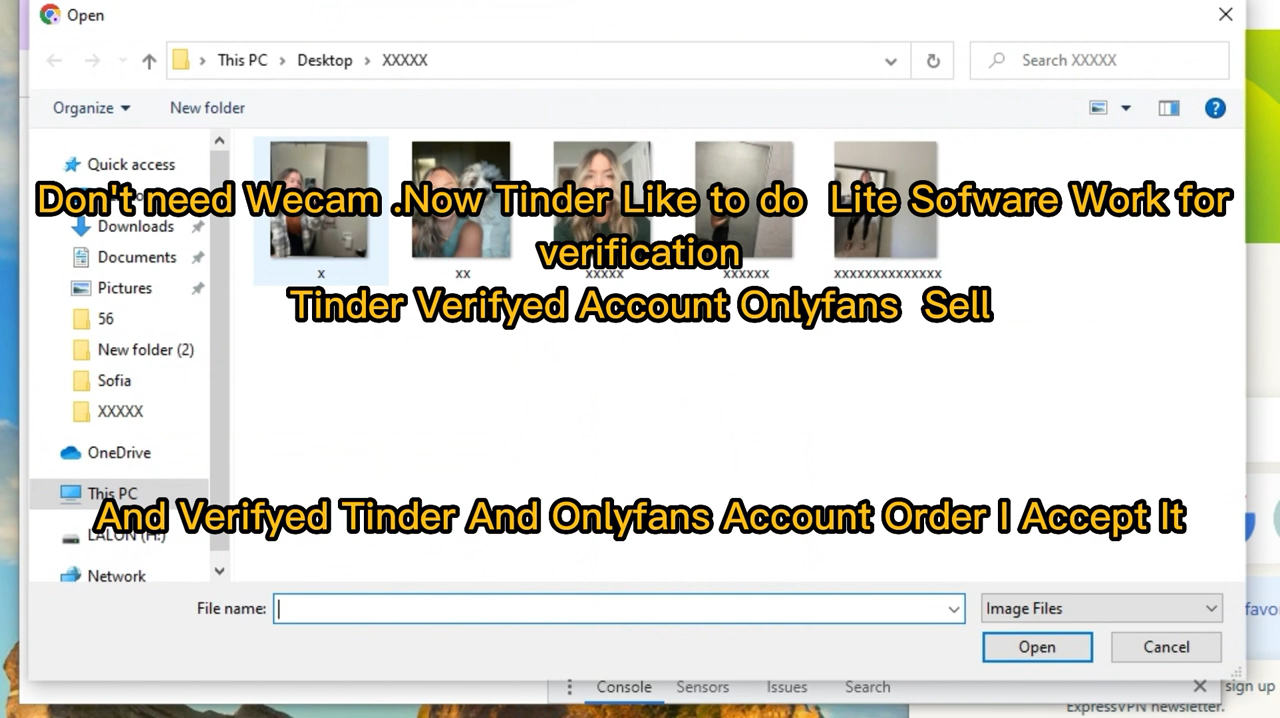 Open
This PC > Desktop > XXXXX
Search XXXXX
Organize
New folder
Quick access
Don't need Wecam .Now Tinder Like to do Lite Sofware Work for
verification
Tinder Verifyed Account Onlyfans Sell
Downloads
Documents
Pictures
56
New folder (2)
Sofia
XXXXX
OneDrive
This PC
Network
x
xx
xxxxx
xxxxxx
xxxxxxxxxxxxxx
And Verifyed Tinder And Onlyfans Account Order I Accept It
File name:
Image Files
Open
Cancel
Console
Sensors
Issues
Search
sign up
ExpressVPN newsletter.